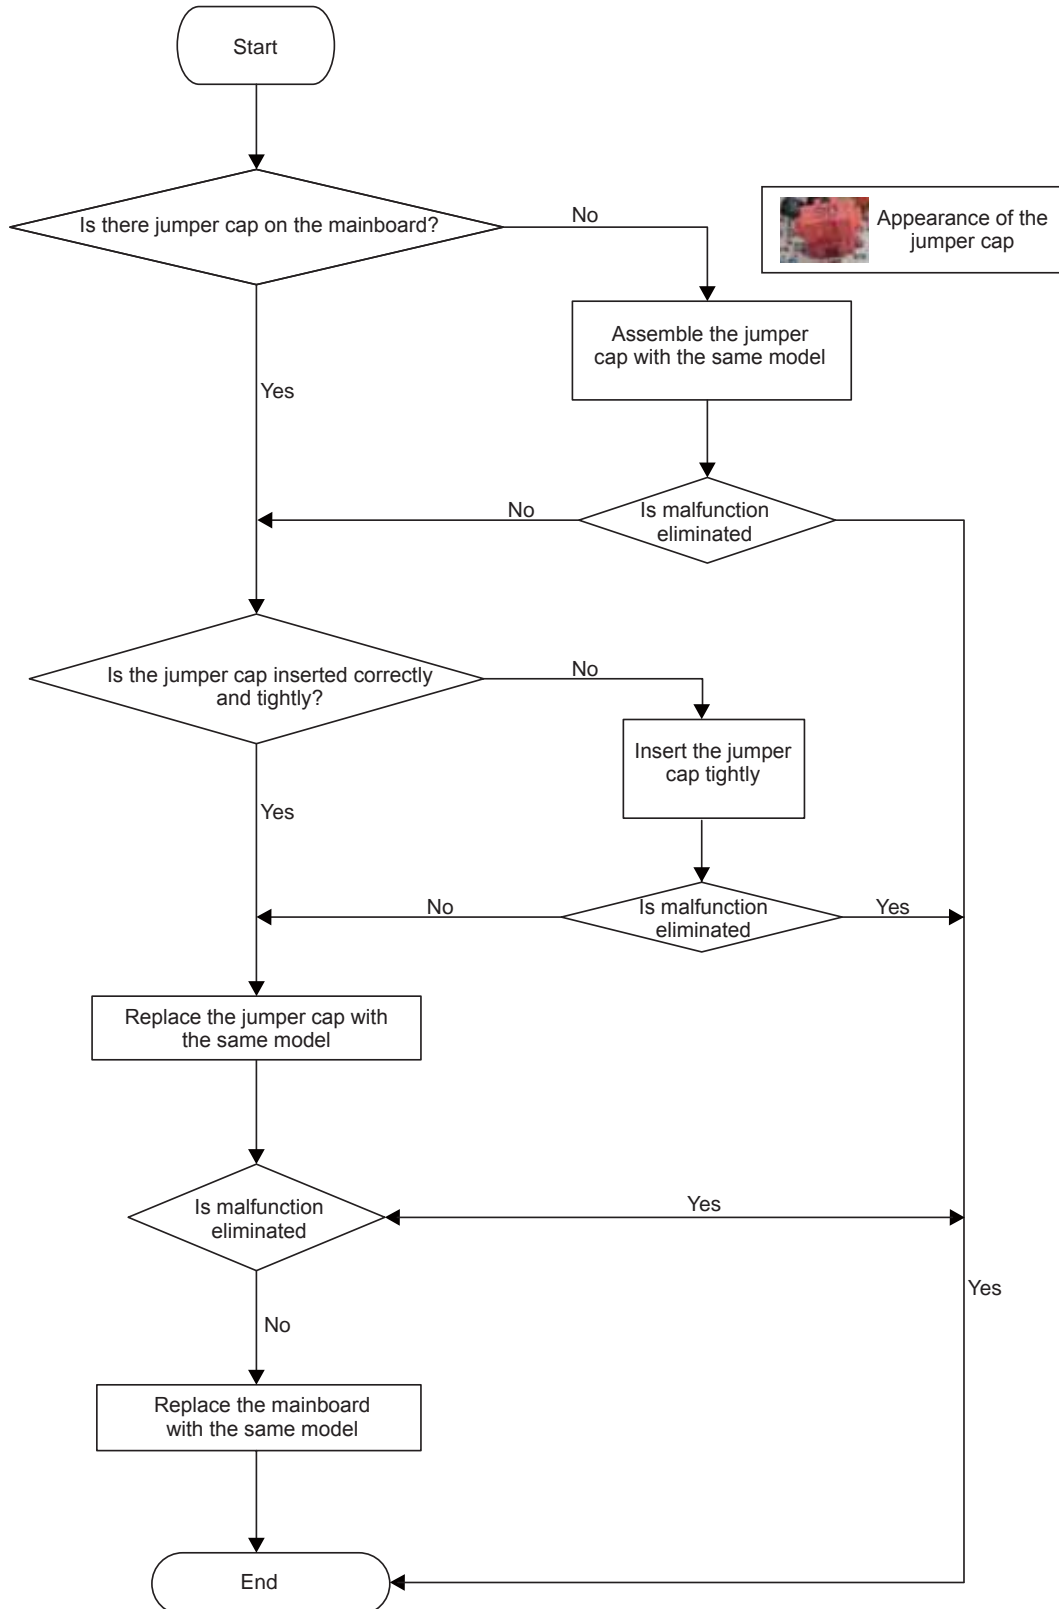 Start
Is there jumper cap on the mainboard?
No
Appearance of the
jumper cap
Assemble the jumper
cap with the same model
Yes
No
Is malfunction
eliminated
Is the jumper cap inserted correctly
and tightly?
No
Insert the jumper
cap tightly
Yes
No
Is malfunction
eliminated
Yes
Replace the jumper cap with
the same model
Is malfunction
eliminated
Yes
Yes
No
Replace the mainboard
with the same model
End